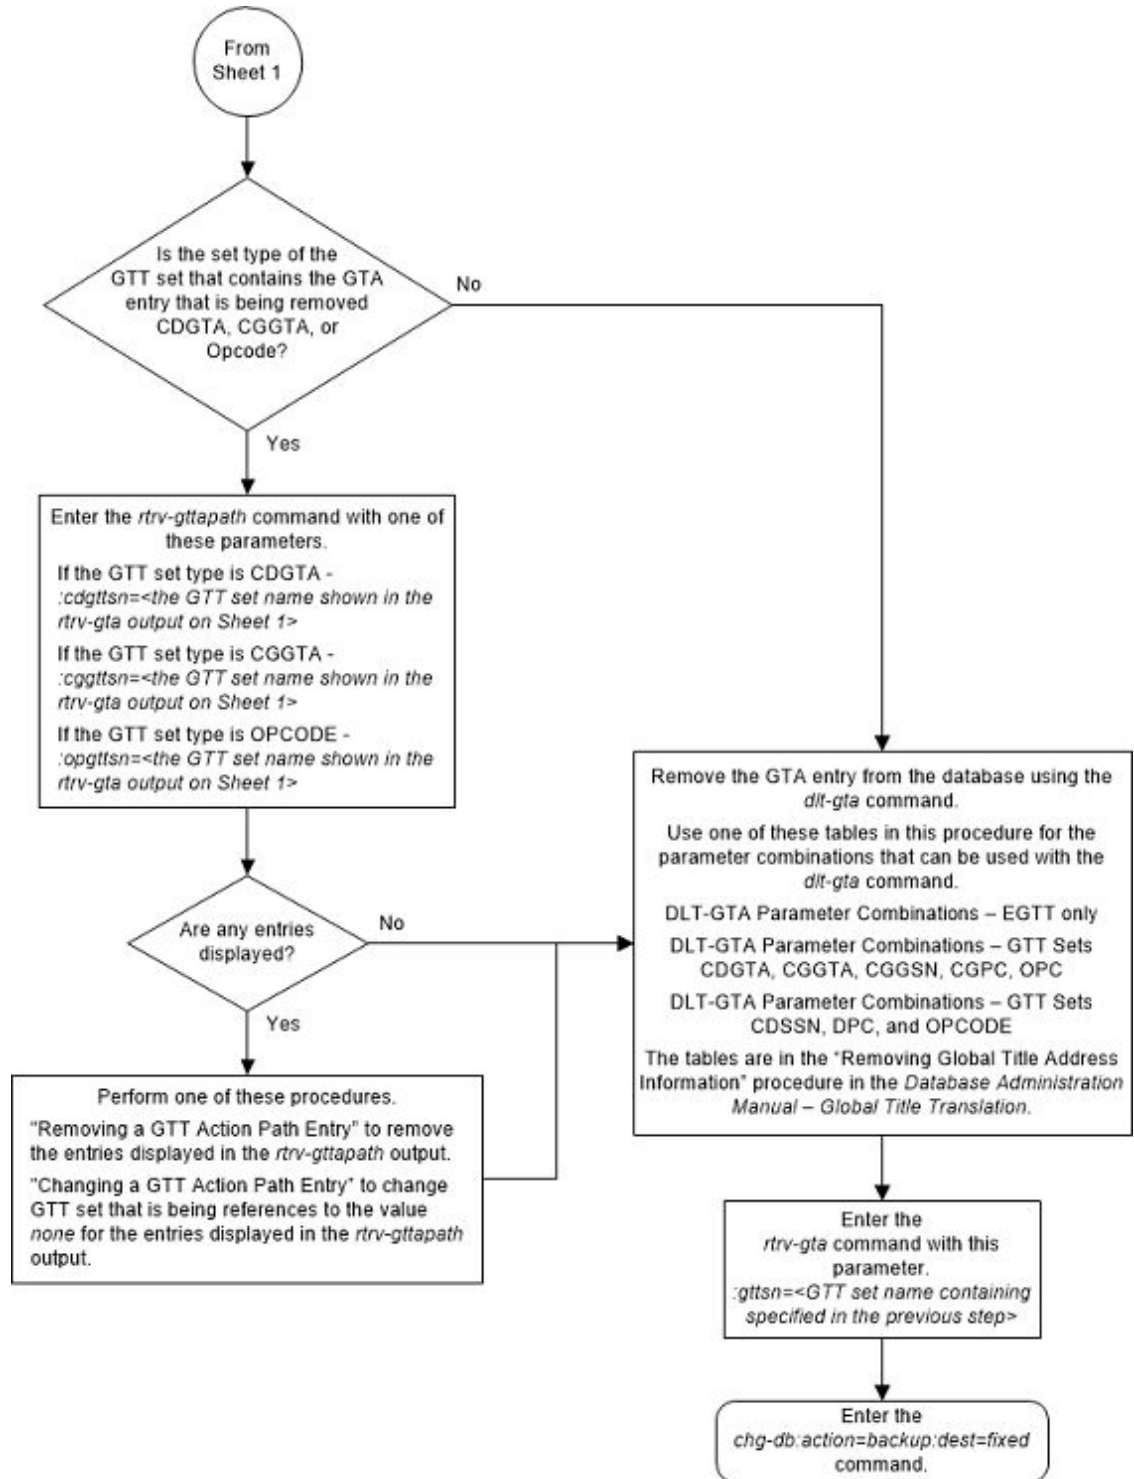 From
Sheet 1
Is the set type of the
GTT set that contains the GTA
entry that is being removed
CDGTA, CGGTA, or
Opcode?
No
Yes
Enter the rtrv-gttapath command with one of
these parameters.
If the GTT set type is CDGTA -
:cdgttsn=<the GTT set name shown in the
rtrv-gta output on Sheet 1>
If the GTT set type is CGGTA -
:cggttsn=<the GTT set name shown in the
rtrv-gta output on Sheet 1>
If the GTT set type is OPCODE -
:opgttsn=<the GTT set name shown in the
rtrv-gta output on Sheet 1>
Are any entries
displayed?
No
Yes
Perform one of these procedures.
"Removing a GTT Action Path Entry" to remove
the entries displayed in the rtrv-gttapath output.
"Changing a GTT Action Path Entry" to change
GTT set that is being references to the value
none for the entries displayed in the rtrv-gttapath
output.
Remove the GTA entry from the database using the
dlt-gta command.
Use one of these tables in this procedure for the
parameter combinations that can be used with the
dlt-gta command.
DLT-GTA Parameter Combinations – EGTT only
DLT-GTA Parameter Combinations – GTT Sets
CDGTA, CGGTA, CGGSN, CGPC, OPC
DLT-GTA Parameter Combinations – GTT Sets
CDSSN, DPC, and OPCODE
The tables are in the "Removing Global Title Address
Information" procedure in the Database Administration
Manual – Global Title Translation.
Enter the
rtrv-gta command with this
parameter.
:gttsn=<GTT set name containing
specified in the previous step>
Enter the
chg-db:action=backup:dest=fixed
command.